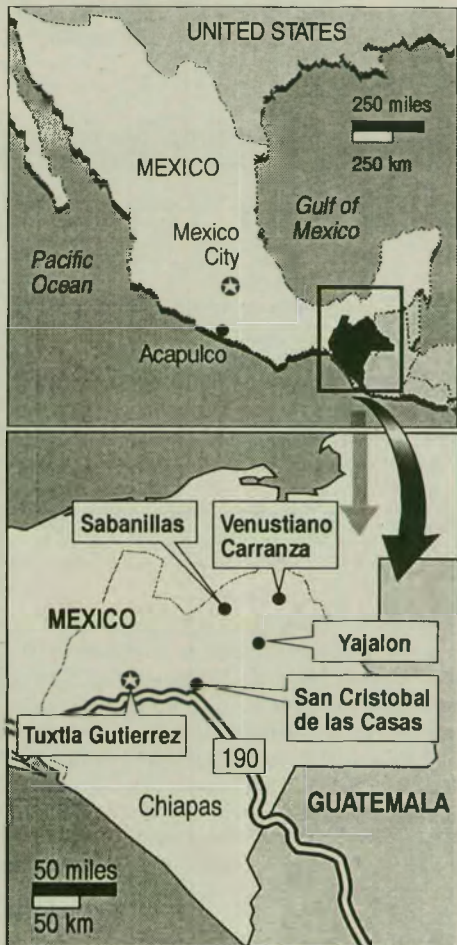 UNITED STATES
250 miles
250 km
MEXICO
Gulf of
Mexico
Mexico
City
Pacific
Ocean
Acapulco
Sabanillas
Venustiano
Carranza
MEXICO
Yajalon
San Cristobal
de las Casas
Tuxtla Gutierrez
190
Chiapas
GUATEMALA
50 miles
50 km